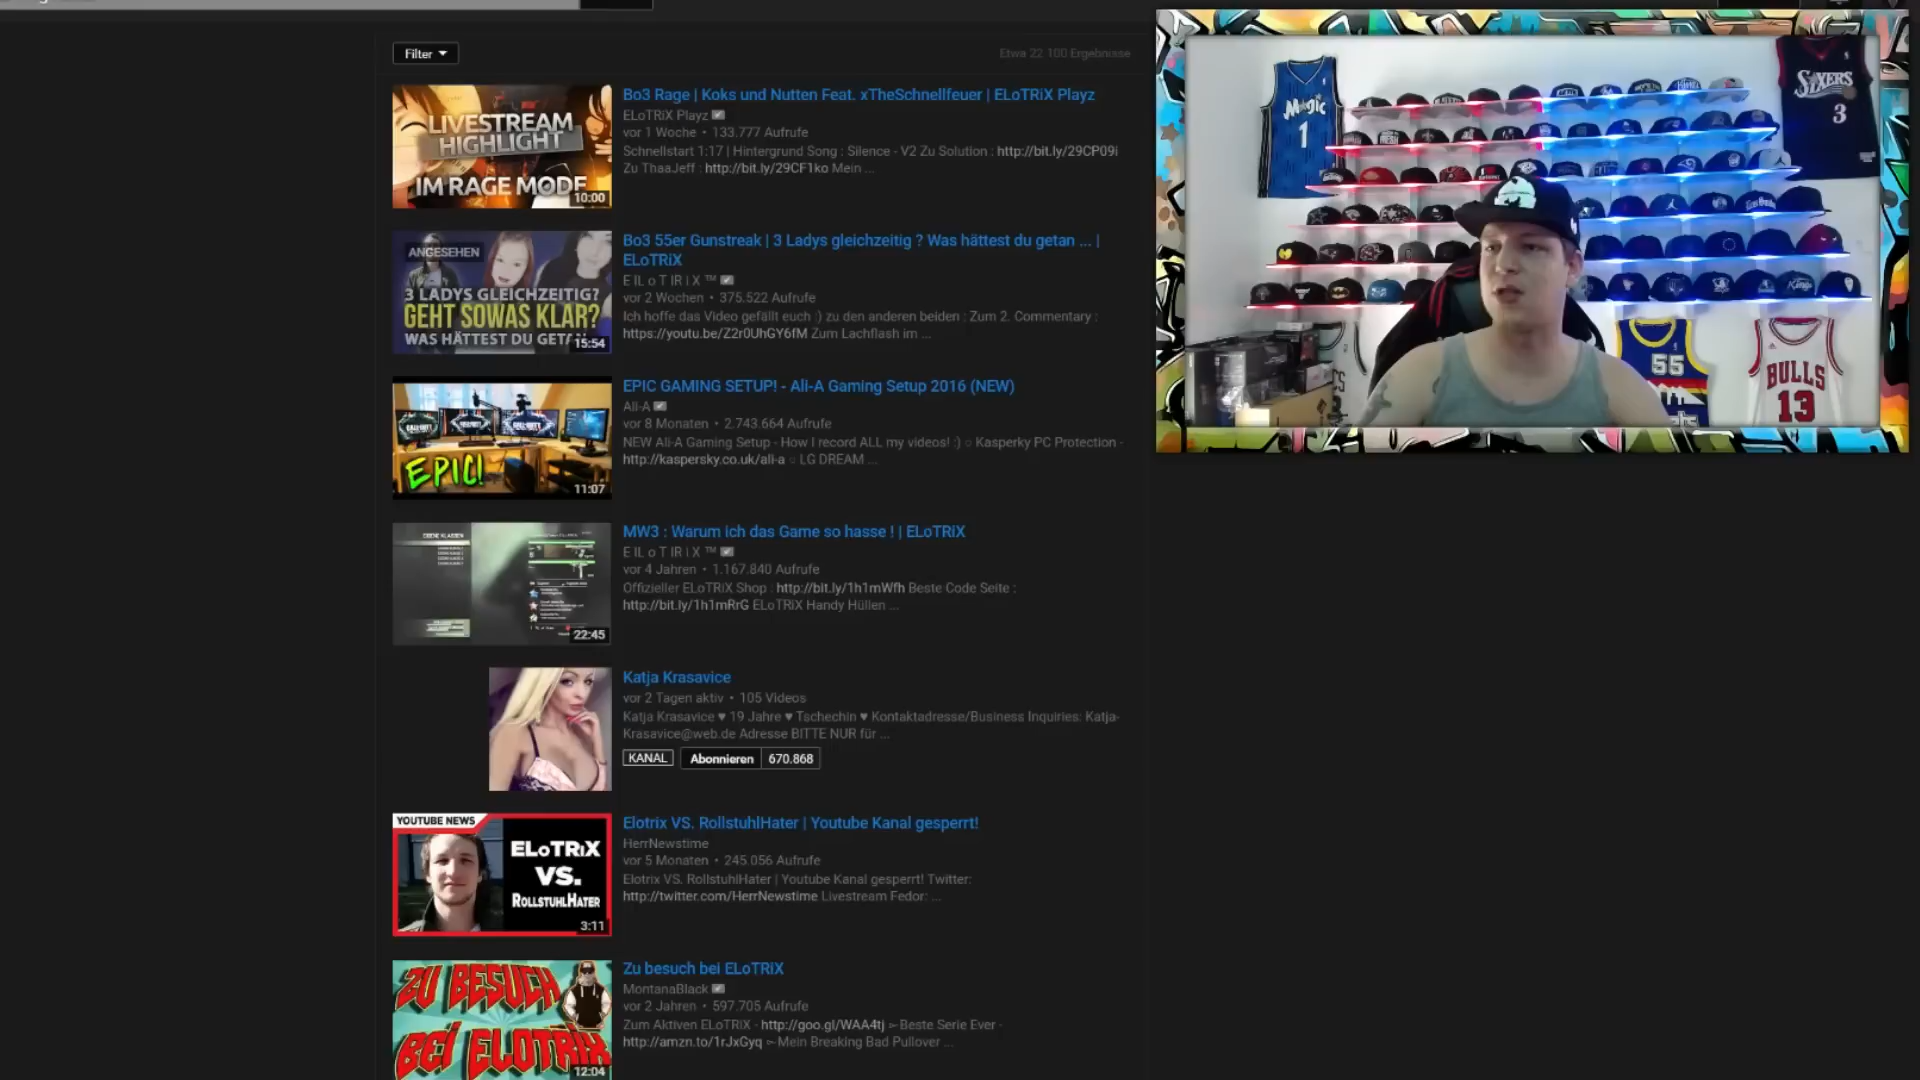 Filter
Etwa 22 100 Ergebnisse
LIVESTREAM
HIGHLIGHT
IM RAGE MODE
10:00
Bo3 Rage | Koks und Nutten Feat. xTheSchnellfeuer | ELoTRiX Playz
ELoTRiX Playz
vor 1 Woche • 133.777 Aufrufe
Schnellstart 1:17 | Hintergrund Song : Silence - V2 Zu Solution : http://bit.ly/29CP09i
Zu ThaaJeff : http://bit.ly/29CF1ko Mein ...
ANGESEHEN
3 LADYS GLEICHZEITIG?
GEHT SOWAS KLAR?
WAS HÄTTEST DU GETA
15:54
Bo3 55er Gunstreak | 3 Ladys gleichzeitig ? Was hättest du getan ... |
ELoTRiX
E IL o T IR I X ™
vor 2 Wochen • 375.522 Aufrufe
Ich hoffe das Video gefällt euch :) zu den anderen beiden : Zum 2. Commentary :
https://youtu.be/Z2r0UhGY6fM Zum Lachflash im ...
EPIC!
11:07
EPIC GAMING SETUP! - Ali-A Gaming Setup 2016 (NEW)
Ali-A
vor 8 Monaten • 2.743.664 Aufrufe
NEW Ali-A Gaming Setup - How I record ALL my videos! :) ○ Kasperky PC Protection -
http://kaspersky.co.uk/ali-a ○ LG DREAM ...
22:45
MW3 : Warum ich das Game so hasse ! | ELoTRiX
E IL o T IR I X ™
vor 4 Jahren • 1.167.840 Aufrufe
Offizieller ELoTRiX Shop : http://bit.ly/1h1mWfh Beste Code Seite :
http://bit.ly/1h1mRrG ELoTRiX Handy Hüllen ...
Katja Krasavice
vor 2 Tagen aktiv • 105 Videos
Katja Krasavice ♥ 19 Jahre ♥ Tschechin ♥ Kontaktadresse/Business Inquiries: Katja-
Krasavice@web.de Adresse BITTE NUR für ...
KANAL Abonnieren 670.868
YOUTUBE NEWS
ELoTRiX
VS.
ROLLSTUHLHATER
3:11
Elotrix VS. RollstuhlHater | Youtube Kanal gesperrt!
HerrNewstime
vor 5 Monaten • 245.056 Aufrufe
Elotrix VS. RollstuhlHater | Youtube Kanal gesperrt! Twitter:
http://twitter.com/HerrNewstime Livestream Fedor: ...
ZU BESUCH
BEI ELOTRIX
12:04
Zu besuch bei ELoTRiX
MontanaBlack
vor 2 Jahren • 597.705 Aufrufe
Zum Aktiven ELoTRiX - http://goo.gl/WAA4tj ➣ Beste Serie Ever -
http://amzn.to/1rJxGyq ➣ Mein Breaking Bad Pullover ...
Magic
1
SIXERS
3
55
BULLS
13